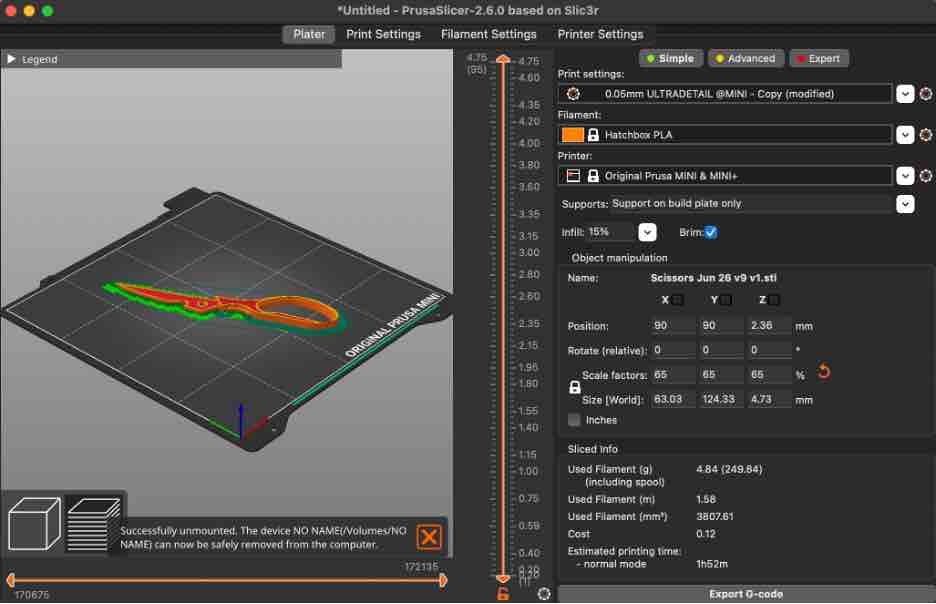 *Untitled - PrusaSlicer-2.6.0 based on Slic3r
Plater Print Settings Filament Settings Printer Settings
Legend
4.75
(95)
4.75
4.60
4.35
4.20
4.00
3.80
3.60
3.35
3.15
3.00
2.80
2.60
2.35
2.15
1.95
1.80
1.55
1.40
1.15
1.00
0.75
0.59
0.40
0.20
(1)
ORIGINAL PRUSA MINI
Successfully unmounted. The device NO NAME(/Volumes/NO
NAME) can now be safely removed from the computer.
172135
170675
Simple Advanced Expert
Print settings:
0.05mm ULTRADETAIL @MINI - Copy (modified)
Filament:
Hatchbox PLA
Printer:
Original Prusa MINI & MINI+
Supports: Support on build plate only
Infill: 15% Brim:
Object manipulation
Name: Scissors Jun 26 v9 v1.stl
X Y Z
Position: 90 90 2.36 mm
Rotate (relative): 0 0 0 °
Scale factors: 65 65 65 %
Size [World]: 63.03 124.33 4.73 mm
Inches
Sliced Info
Used Filament (g) 4.84 (249.84)
(including spool)
Used Filament (m) 1.58
Used Filament (mm³) 3807.61
Cost 0.12
Estimated printing time:
- normal mode 1h52m
Export G-code